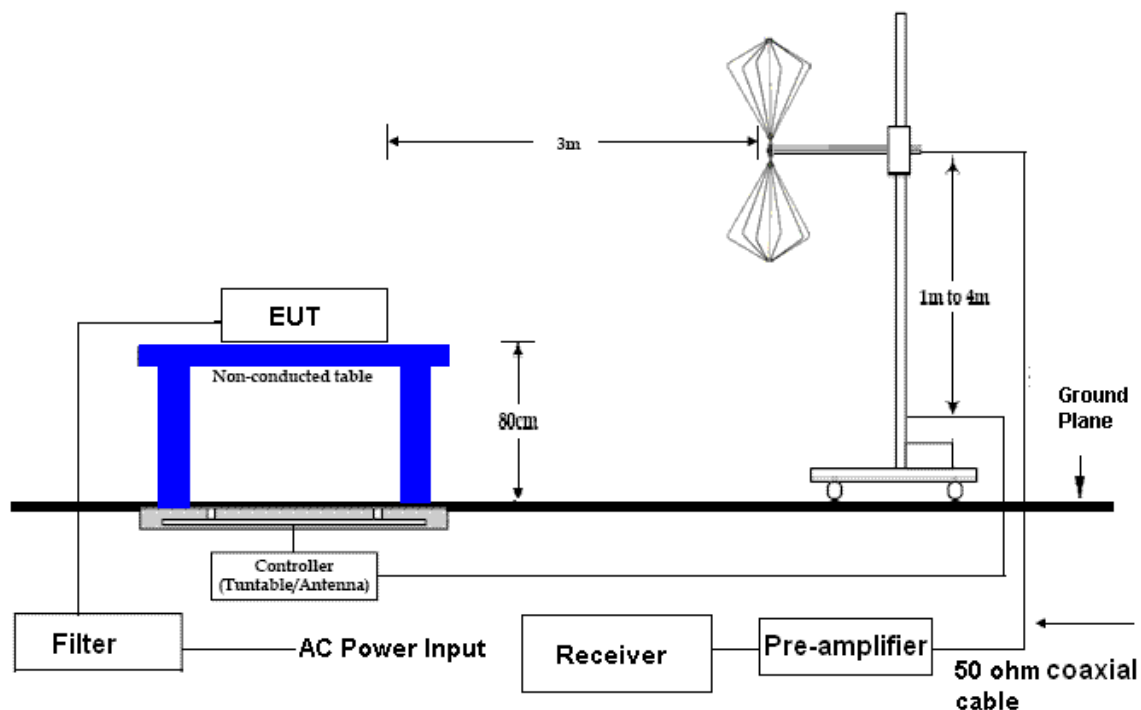 3m
1m to 4m
EUT
Non-conducted table
80cm
Ground
Plane
Controller
(Tuntable/Antenna)
Filter
AC Power Input
Receiver
Pre-amplifier
50 ohm coaxial
cable